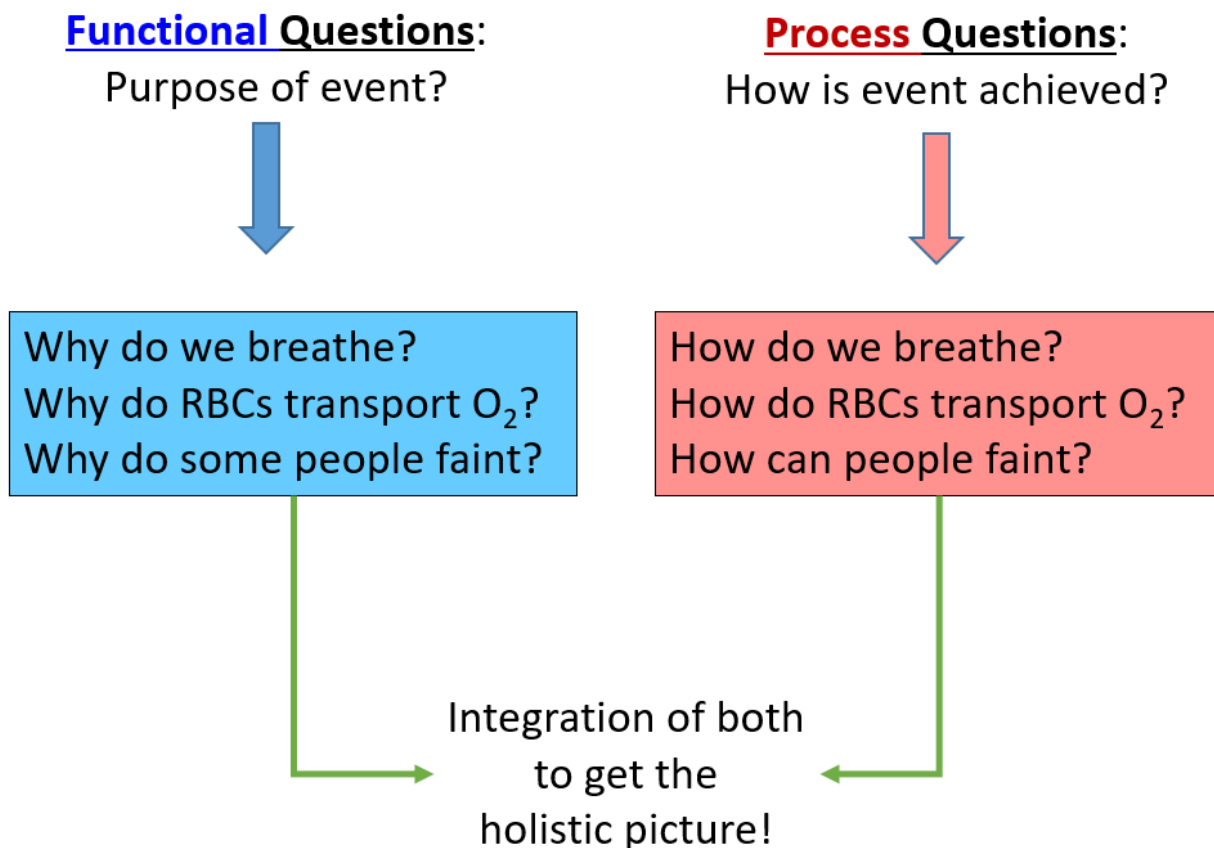 Functional Questions:
Purpose of event?
Why do we breathe?
Why do RBCs transport O₂?
Why do some people faint?
Process Questions:
How is event achieved?
How do we breathe?
How do RBCs transport O₂?
How can people faint?
Integration of both
to get the
holistic picture!